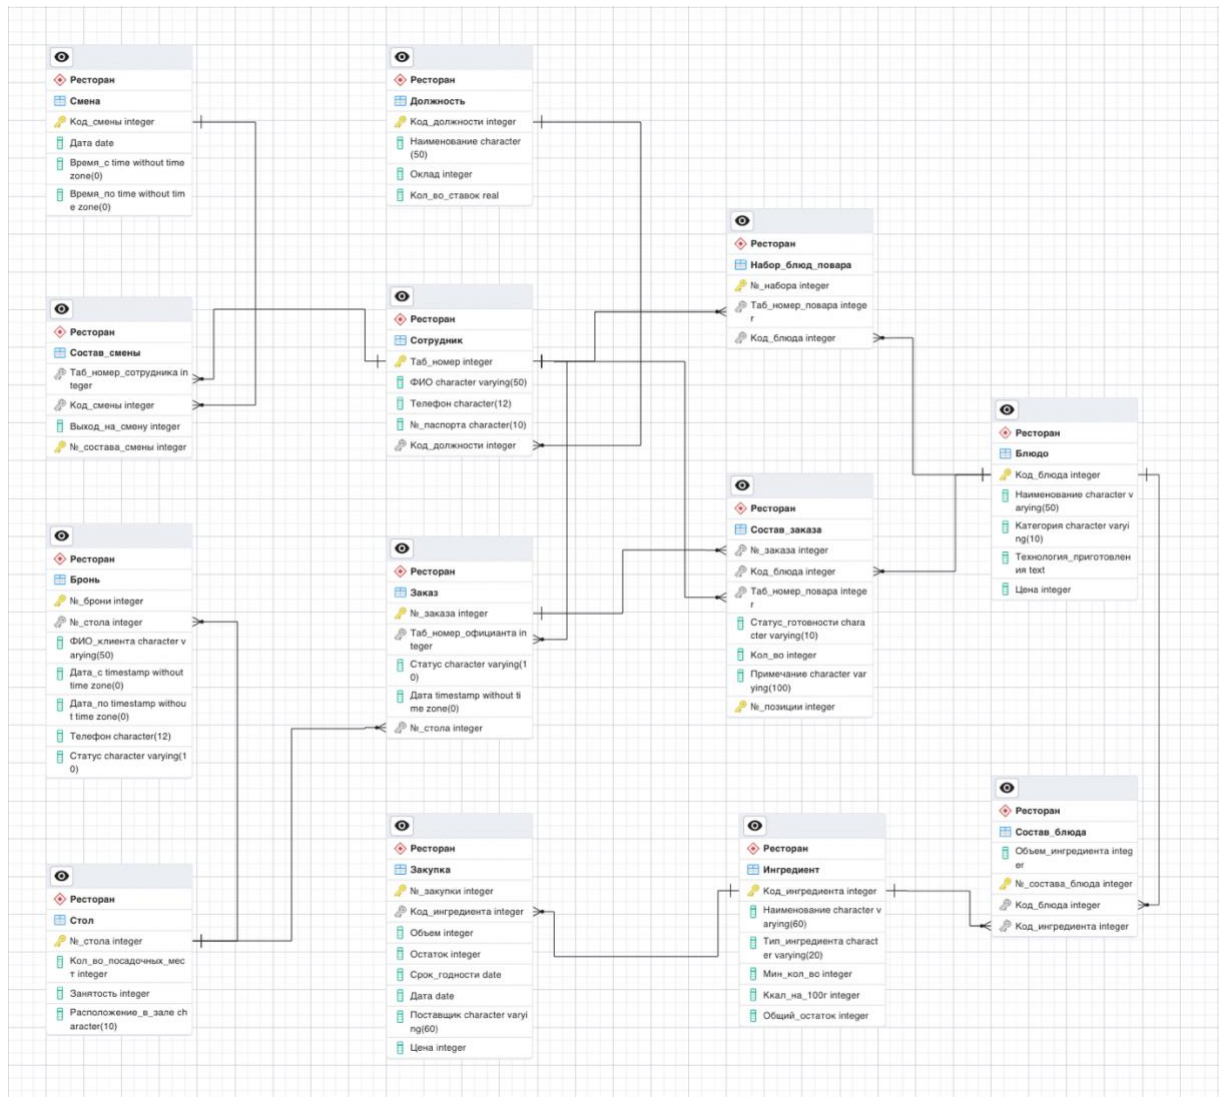 Ресторан
Смена
Код_смены integer
Дата date
Время_с time without time
zone(0)
Время_по time without tim
e zone(0)
Ресторан
Должность
Код_должности integer
Наименование character
(50)
Оклад integer
Кол_во_ставок real
Ресторан
Набор_блюд_повара
№_набора integer
Таб_номер_повара intege
r
Код_блюда integer
Ресторан
Состав_смены
Таб_номер_сотрудника in
teger
Код_смены integer
Выход_на_смену integer
№_состава_смены integer
Ресторан
Сотрудник
Таб_номер integer
ФИО character varying(50)
Телефон character(12)
№_паспорта character(10)
Код_должности integer
Ресторан
Блюдо
Код_блюда integer
Наименование character v
arying(50)
Категория character varyi
ng(10)
Технология_приготовлен
ия text
Цена integer
Ресторан
Состав_заказа
№_заказа integer
Код_блюда integer
Таб_номер_повара intege
r
Статус_готовности chara
cter varying(10)
Кол_во integer
Примечание character var
ying(100)
№_позиции integer
Ресторан
Бронь
№_брони integer
№_стола integer
ФИО_клиента character v
arying(50)
Дата_с timestamp without
time zone(0)
Дата_по timestamp withou
t time zone(0)
Телефон character(12)
Статус character varying(1
0)
Ресторан
Заказ
№_заказа integer
Таб_номер_официанта in
teger
Статус character varying(1
0)
Дата timestamp without ti
me zone(0)
№_стола integer
Ресторан
Стол
№_стола integer
Кол_во_посадочных_мес
т integer
Занятость integer
Расположение_в_зале ch
aracter(10)
Ресторан
Закупка
№_закупки integer
Код_ингредиента integer
Объем integer
Остаток integer
Срок_годности date
Дата date
Поставщик character varyi
ng(60)
Цена integer
Ресторан
Ингредиент
Код_ингредиента integer
Наименование character v
arying(60)
Тип_ингредиента charact
er varying(20)
Мин_кол_во integer
Ккал_на_100г integer
Общий_остаток integer
Ресторан
Состав_блюда
Объем_ингредиента integ
er
№_состава_блюда integer
Код_блюда integer
Код_ингредиента integer